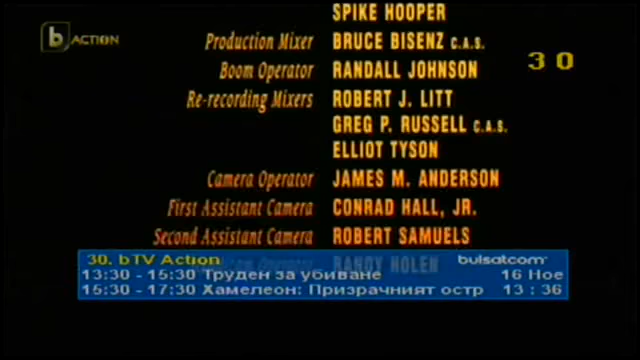 SPIKE HOOPER
b ACTION
Production Mixer BRUCE BISENZ C.A.S.
30
Boom Operator RANDALL JOHNSON
Re-recording Mixers ROBERT J. LITT
GREG P. RUSSELL C.A.S.
ELLIOT TYSON
Camera Operator JAMES M. ANDERSON
First Assistant Camera CONRAD HALL, JR.
Second Assistant Camera ROBERT SAMUELS
RANDY NOLEN
30. bTV Action bulsatcom
13:30 - 15:30 Труден за убиване 16 Ное
15:30 - 17:30 Хамелеон: Призрачният остр 13 : 36